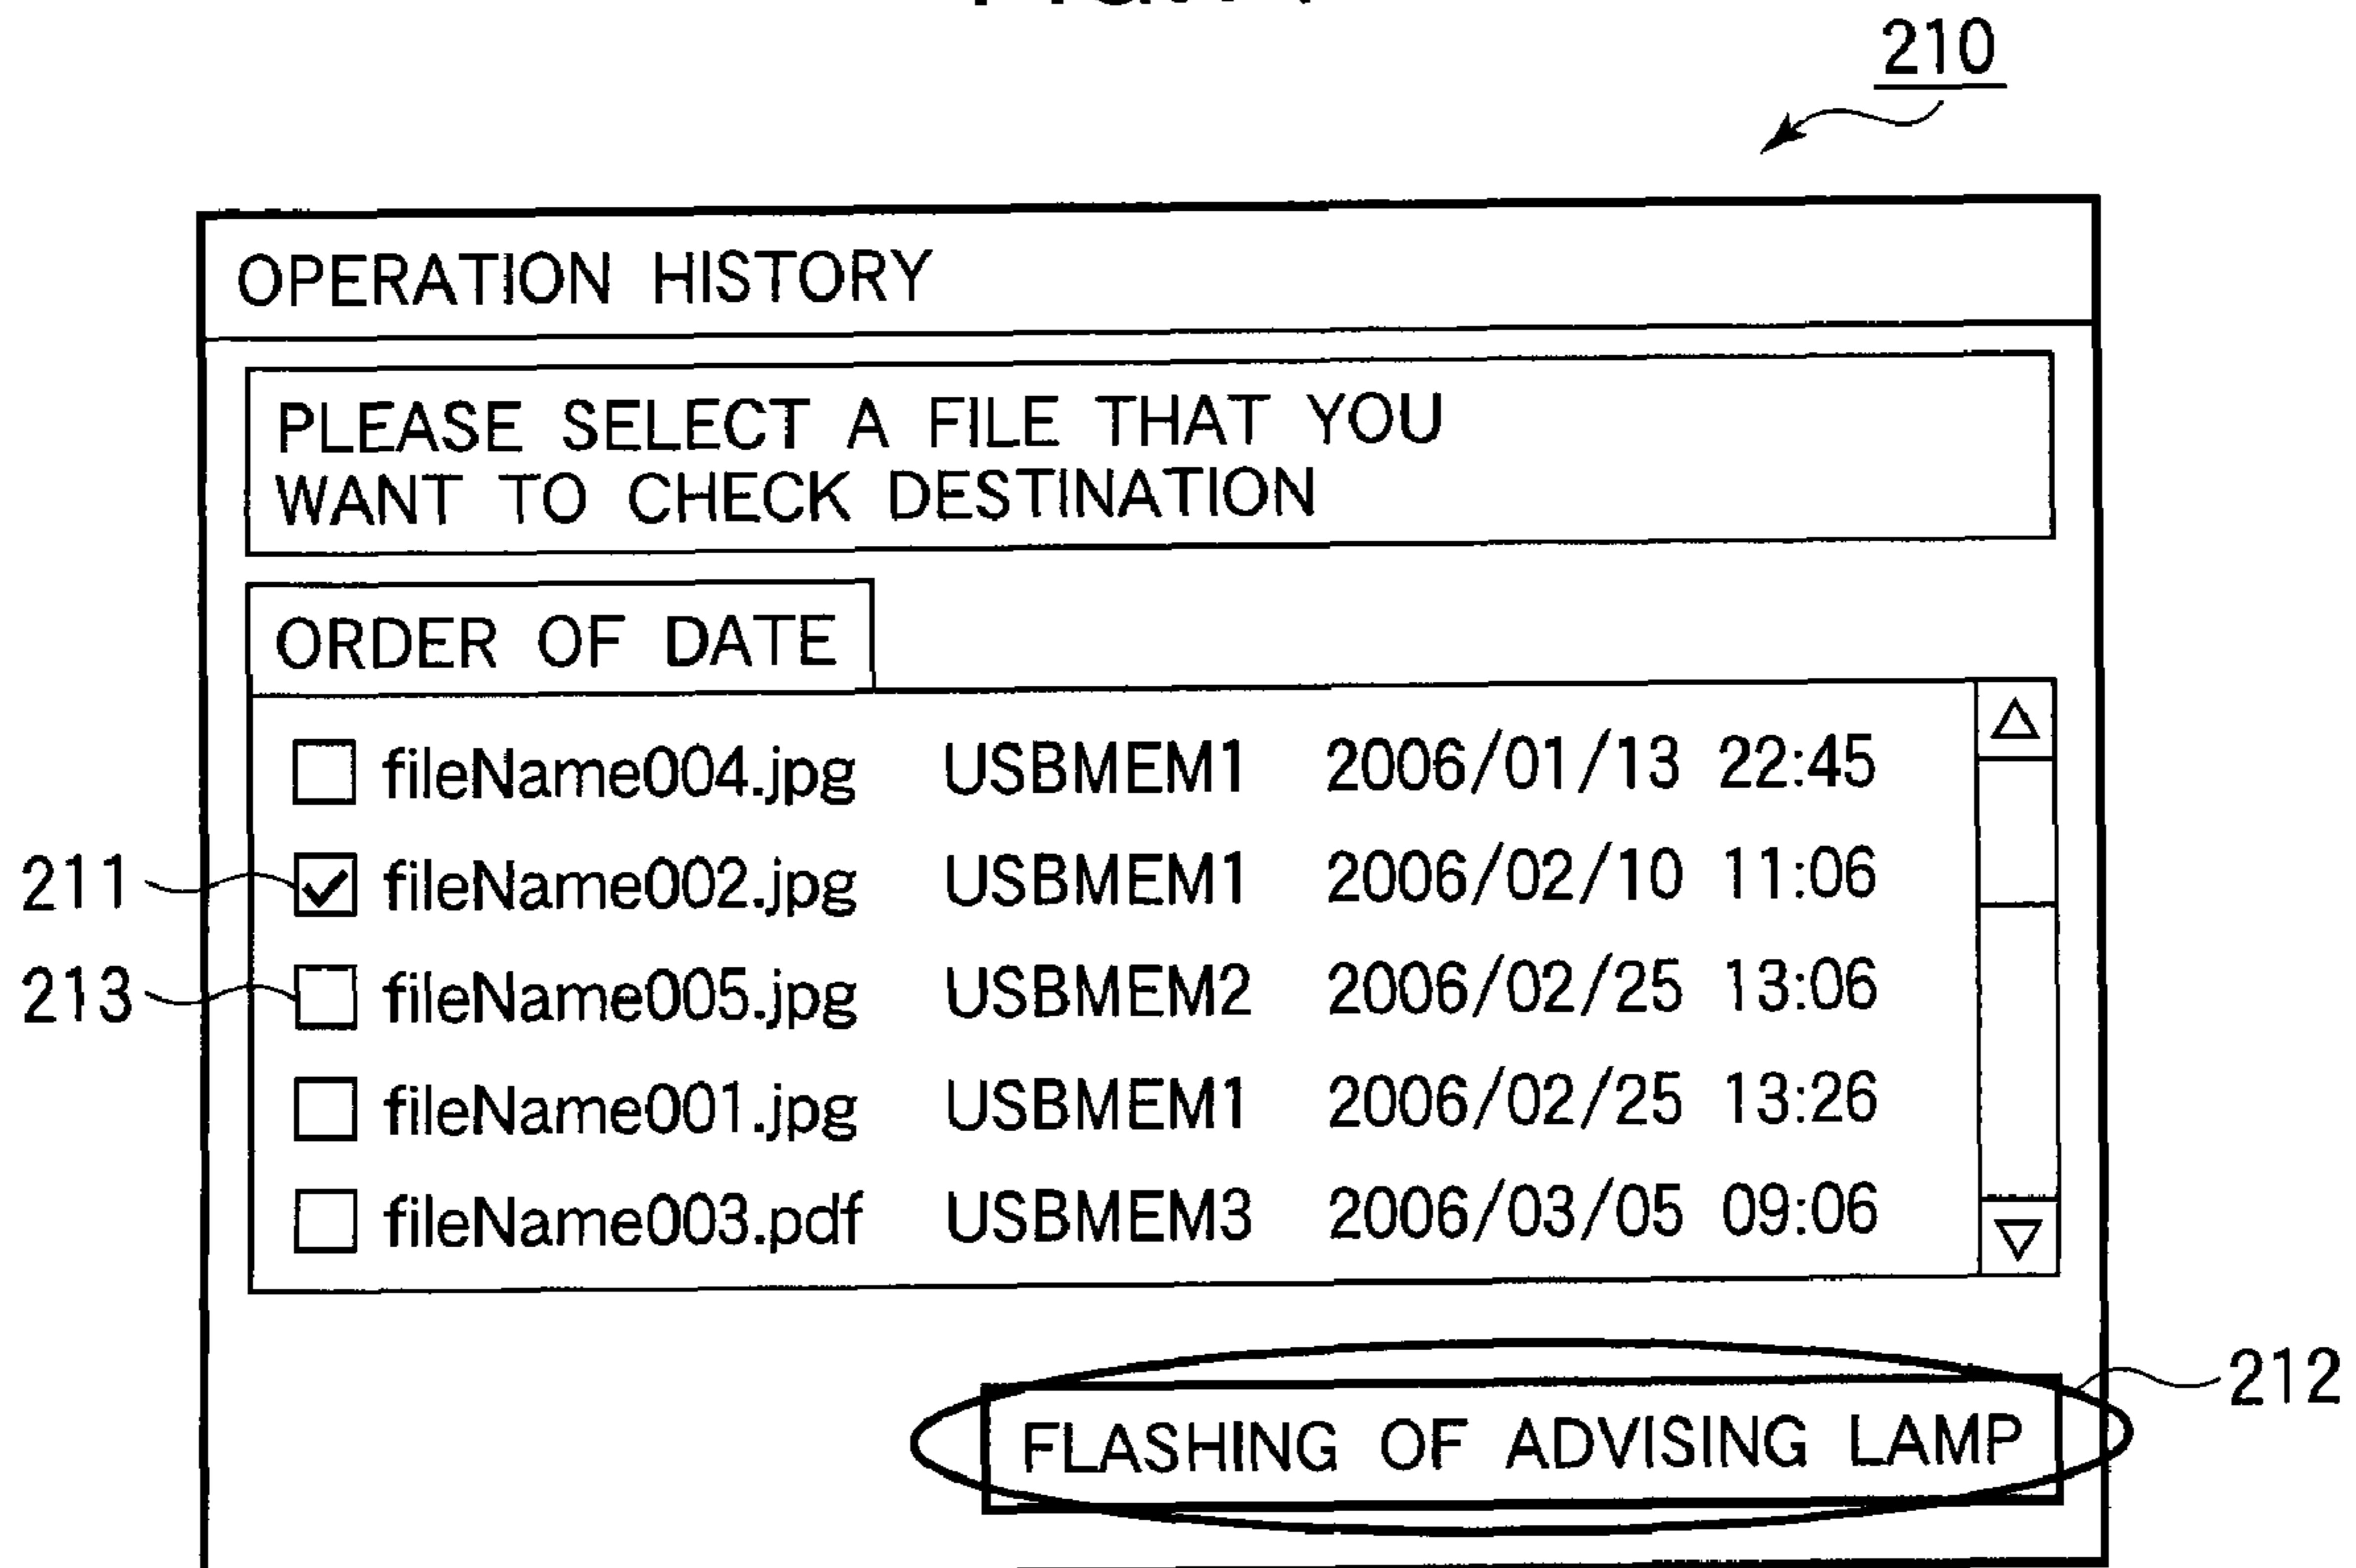 210
OPERATION HISTORY
PLEASE SELECT A FILE THAT YOU
WANT TO CHECK DESTINATION
ORDER OF DATE
fileName004.jpg USBMEM1 2006/01/13 22:45
211 fileName002.jpg USBMEM1 2006/02/10 11:06
213 fileName005.jpg USBMEM2 2006/02/25 13:06
fileName001.jpg USBMEM1 2006/02/25 13:26
fileName003.pdf USBMEM3 2006/03/05 09:06
212
FLASHING OF ADVISING LAMP